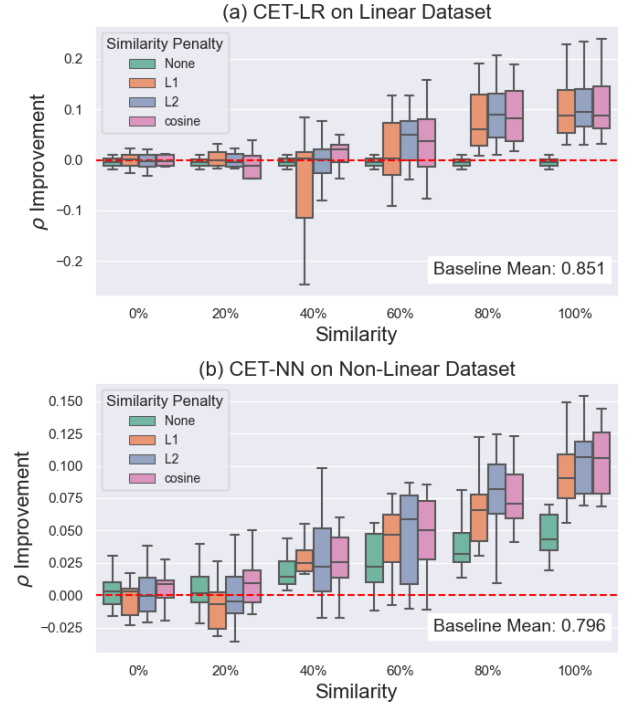 (a) CET-LR on Linear Dataset
Similarity Penalty
None
L1
L2
cosine
0.2
0.1
0.0
-0.1
-0.2
ρ Improvement
Baseline Mean: 0.851
0% 20% 40% 60% 80% 100%
Similarity
(b) CET-NN on Non-Linear Dataset
Similarity Penalty
None
L1
L2
cosine
0.150
0.125
0.100
0.075
0.050
0.025
0.000
−0.025
ρ Improvement
Baseline Mean: 0.796
0% 20% 40% 60% 80% 100%
Similarity